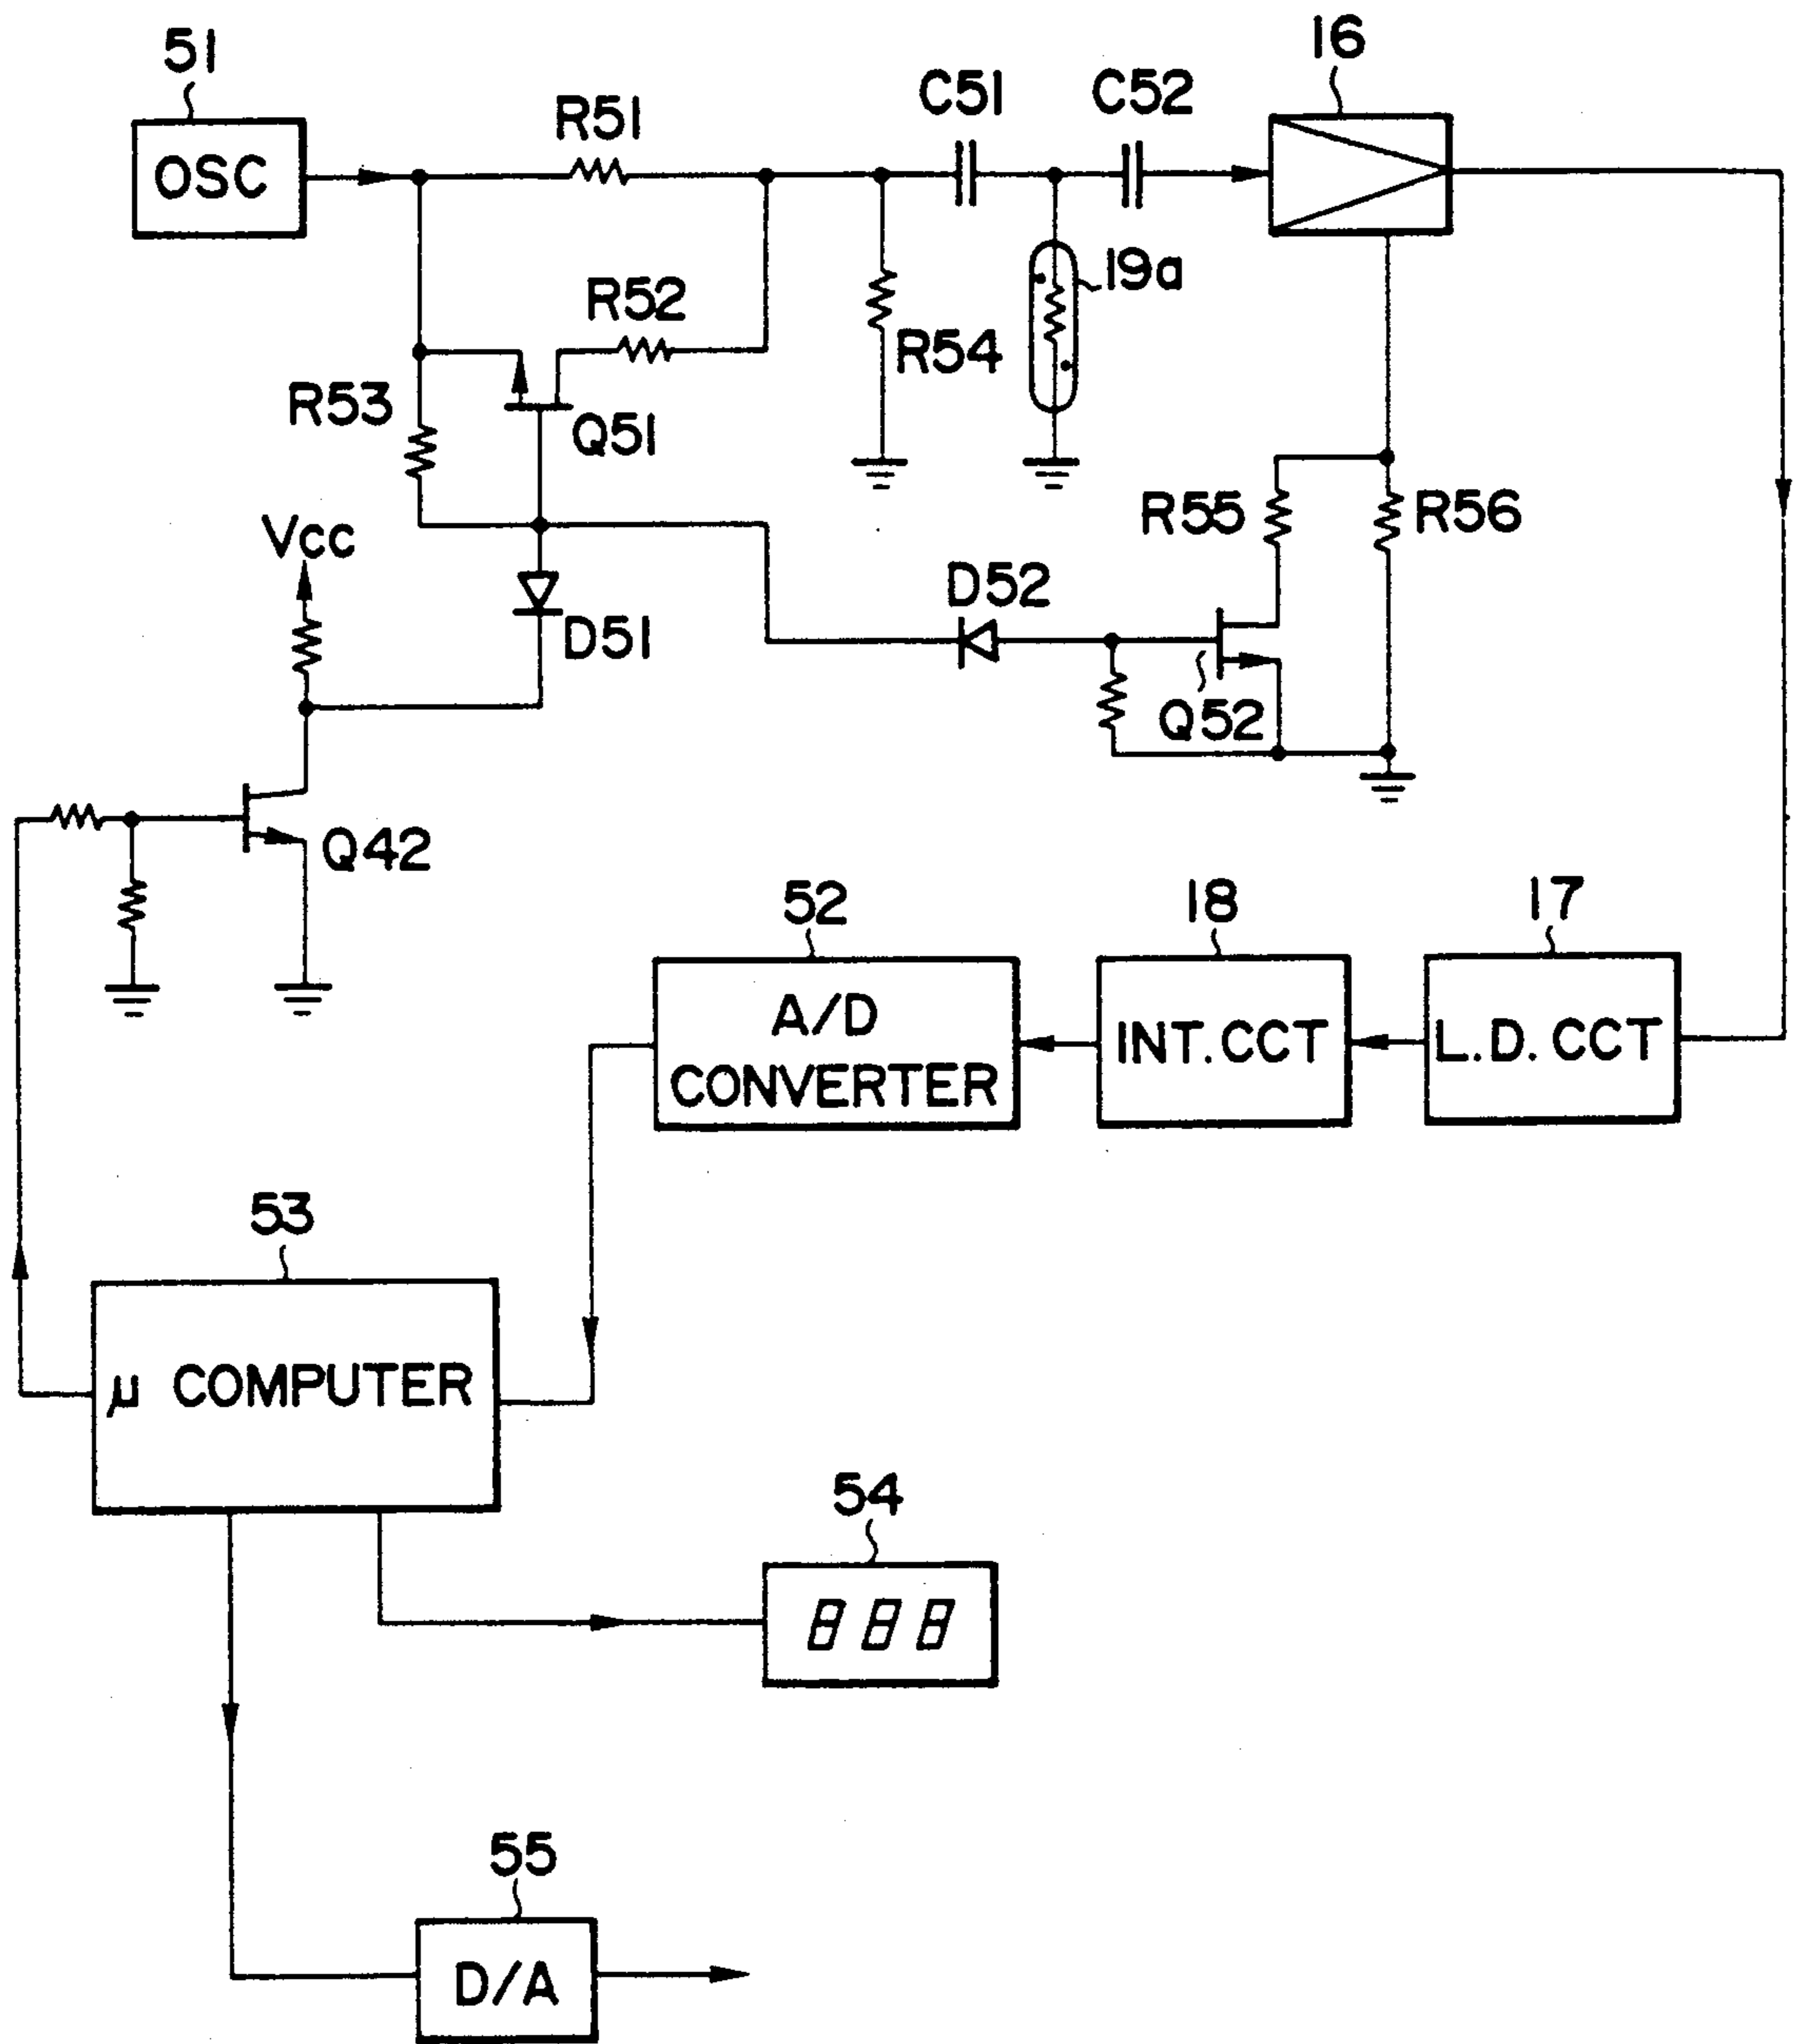 51
OSC
R51
C51
C52
16
R52
19a
R54
R53
Q51
Vcc
D51
R55
R56
D52
Q52
Q42
52
A/D
CONVERTER
18
INT. CCT
17
L.D. CCT
53
μ COMPUTER
54
888
55
D/A